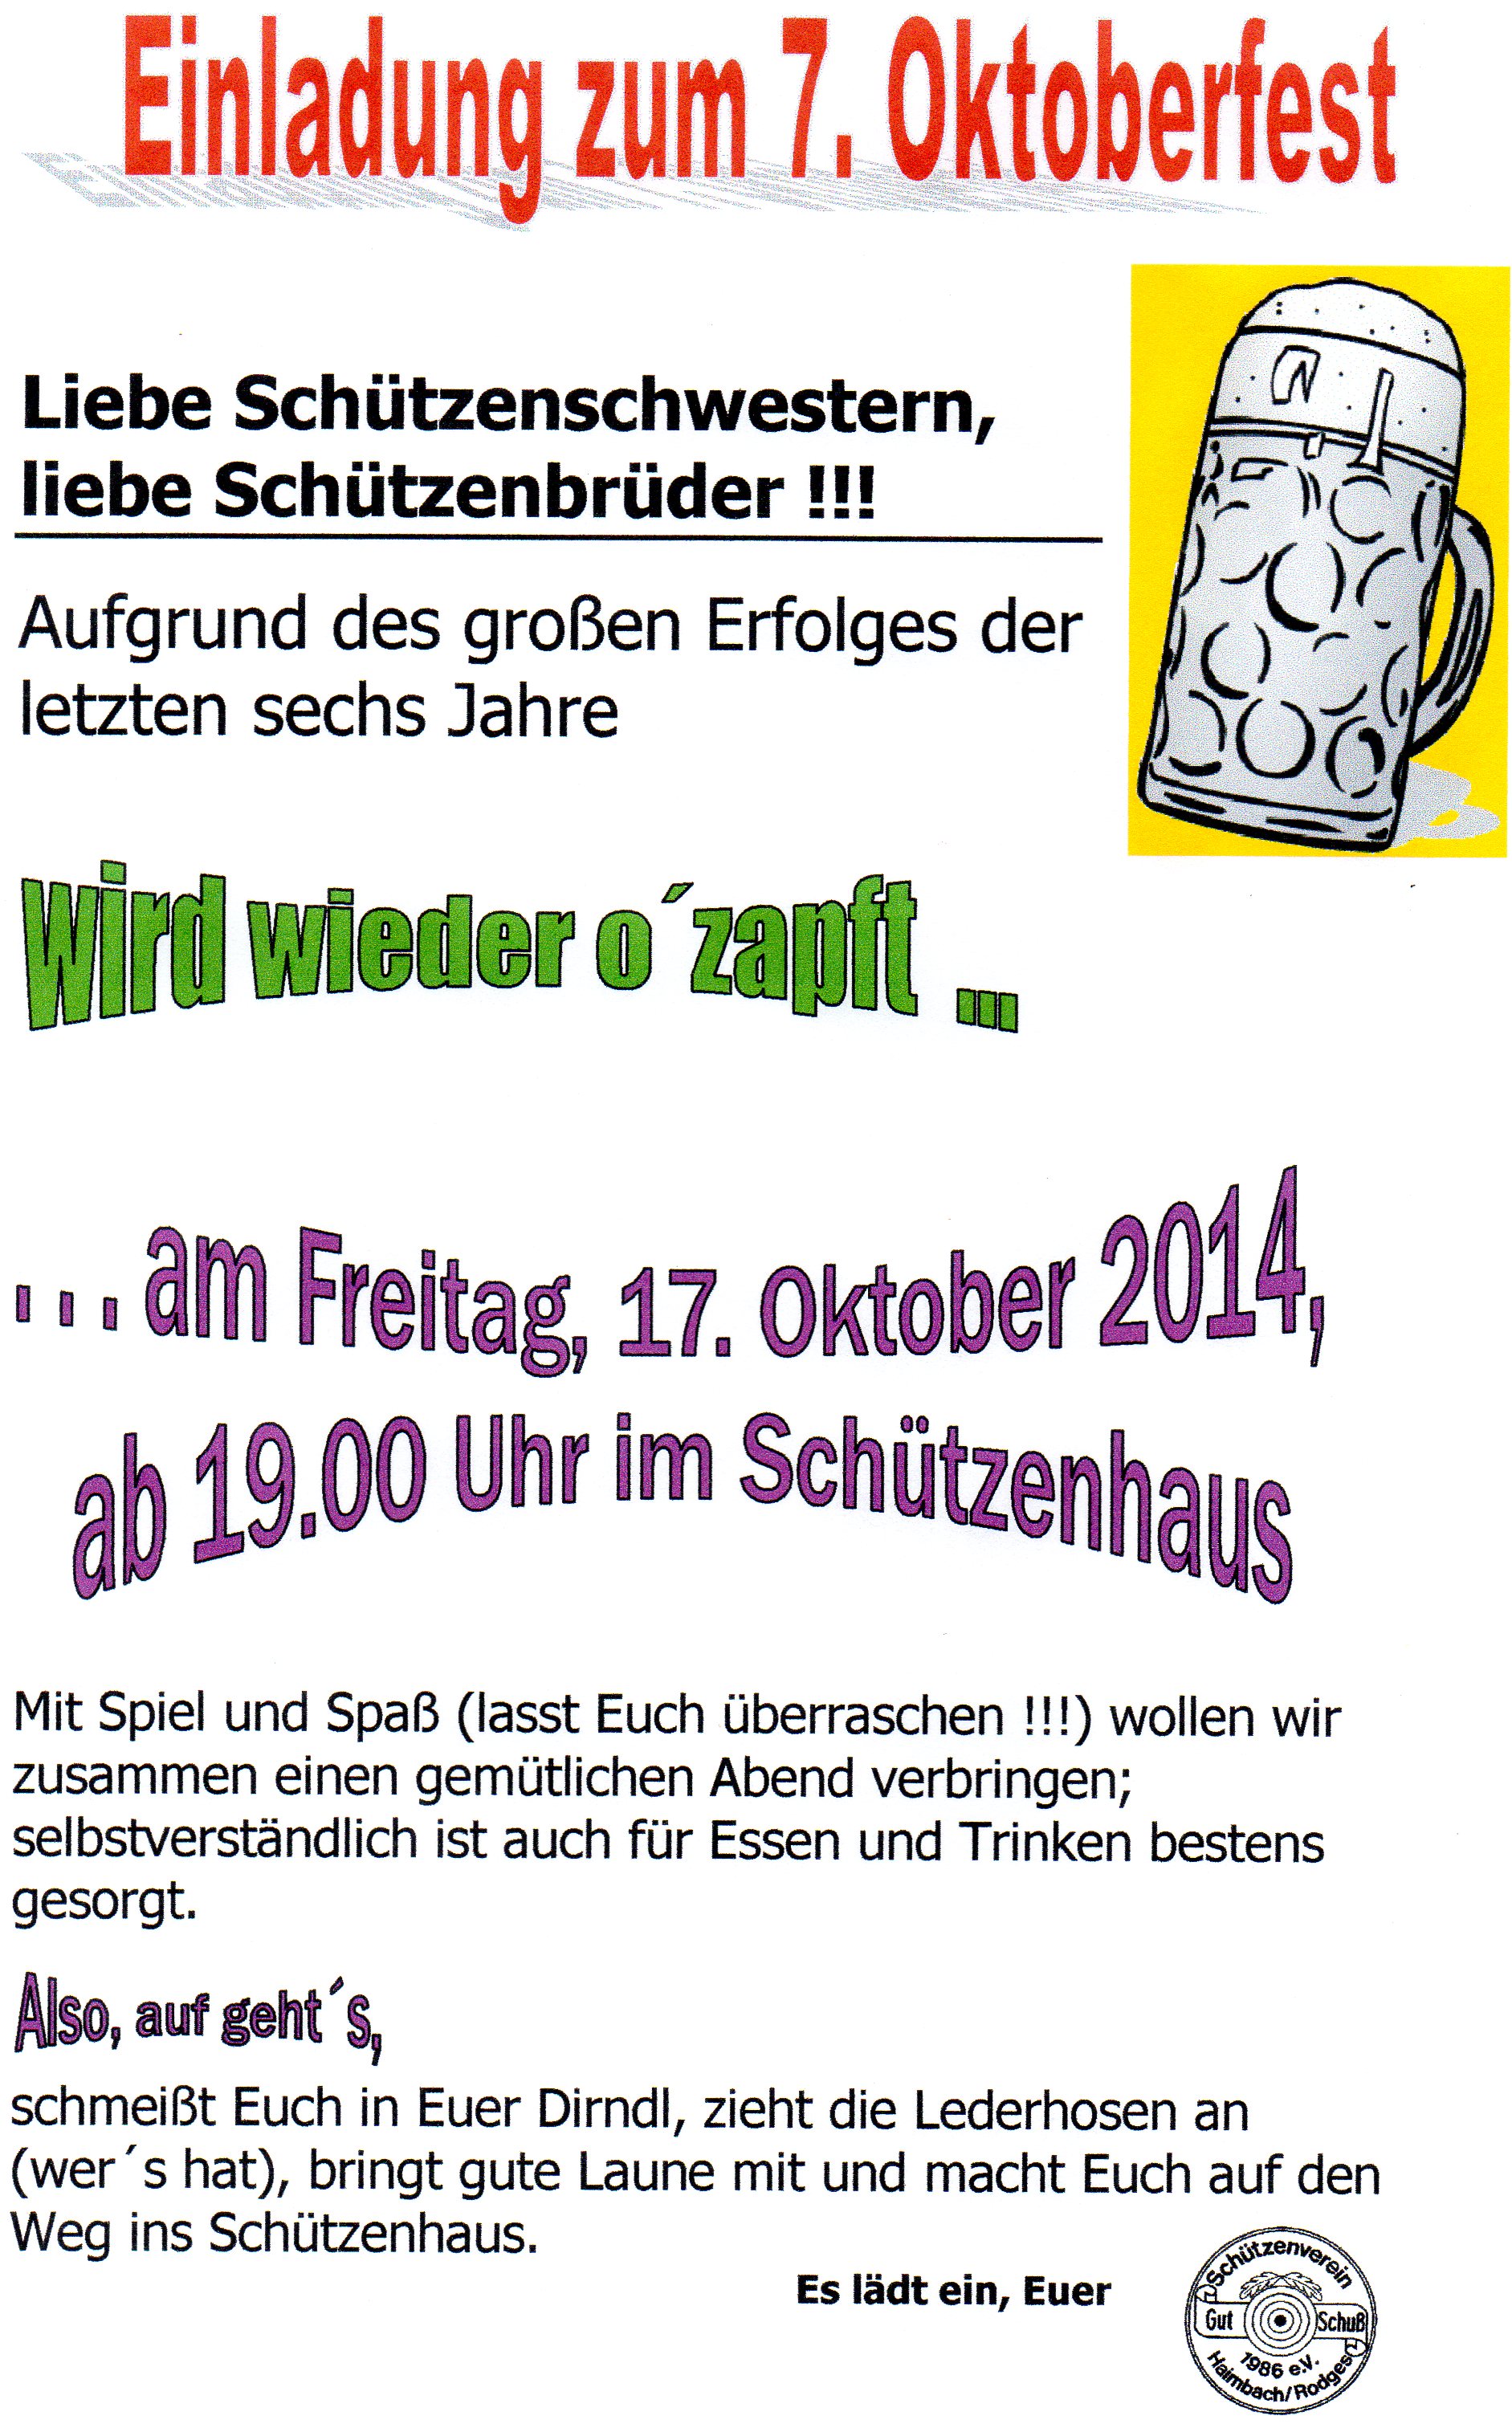 Einladung zum 7. Oktoberfest
Liebe Schützenschwestern,
liebe Schützenbrüder !!!
Aufgrund des großen Erfolges der
letzten sechs Jahre
Wird wieder o´zapft ...
. . . am Freitag, 17. Oktober 2014,
ab 19.00 Uhr im Schützenhaus
Mit Spiel und Spaß (lasst Euch überraschen !!!) wollen wir
zusammen einen gemütlichen Abend verbringen;
selbstverständlich ist auch für Essen und Trinken bestens
gesorgt.
Also, auf geht´s,
schmeißt Euch in Euer Dirndl, zieht die Lederhosen an
(wer´s hat), bringt gute Laune mit und macht Euch auf den
Weg ins Schützenhaus.
Es lädt ein, Euer
Schützenverein
Gut Schuß
1986 e.V.
Haimbach/Rodges